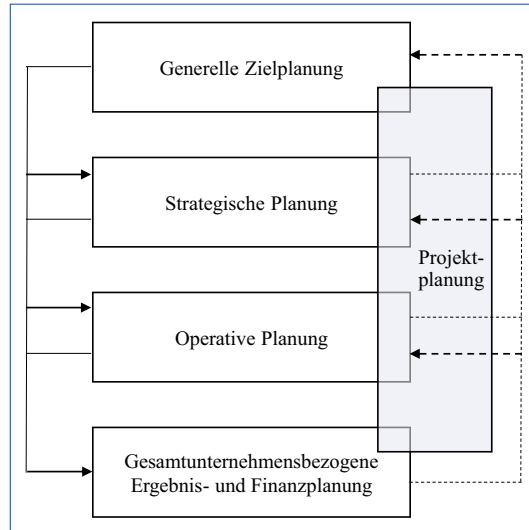 Generelle Zielplanung
Strategische Planung
Projekt-
planung
Operative Planung
Gesamtunternehmensbezogene
Ergebnis- und Finanzplanung